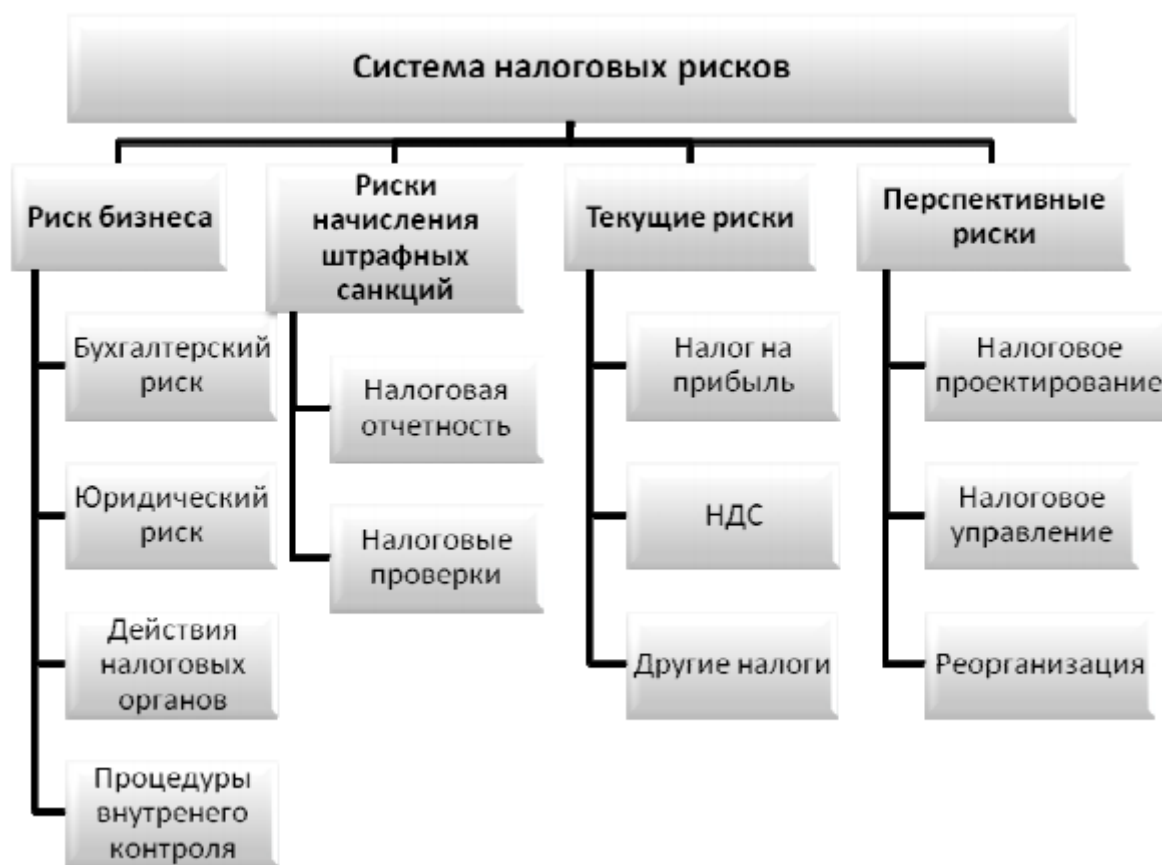 Система налоговых рисков
Риск бизнеса
Бухгалтерский
риск
Юридический
риск
Действия
налоговых
органов
Процедуры
внутренего
контроля
Риски
начисления
штрафных
санкций
Налоговая
отчетность
Налоговые
проверки
Текущие риски
Налог на
прибыль
НДС
Другие налоги
Перспективные
риски
Налоговое
проектирование
Налоговое
управление
Реорганизация